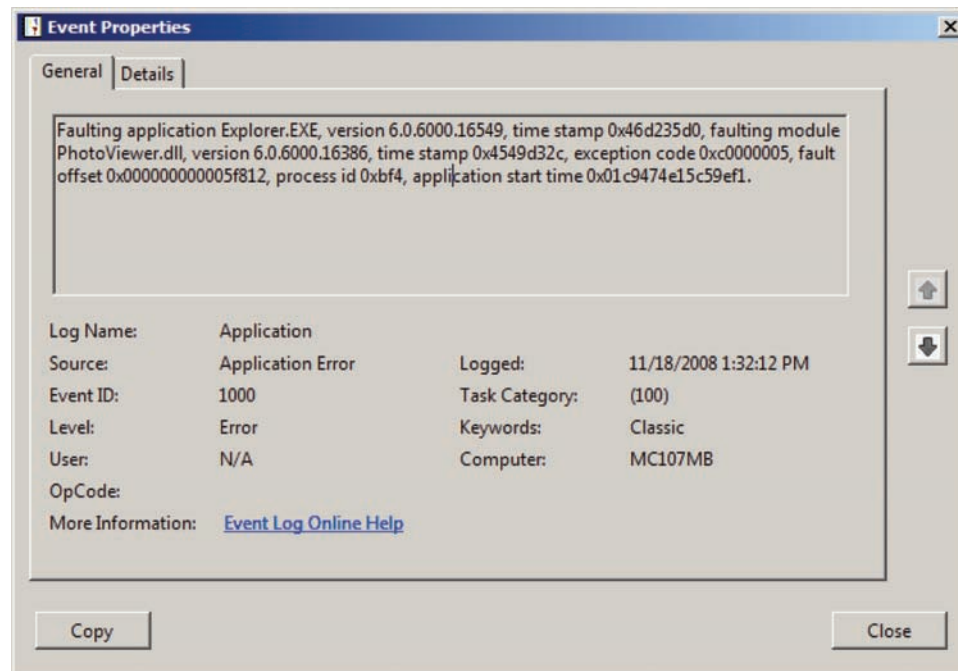 Event Properties
General Details
Faulting application Explorer.EXE, version 6.0.6000.16549, time stamp 0x46d235d0, faulting module
PhotoViewer.dll, version 6.0.6000.16386, time stamp 0x4549d32c, exception code 0xc0000005, fault
offset 0x000000000005f812, process id 0xbf4, application start time 0x01c9474e15c59ef1.
Log Name: Application
Source: Application Error Logged: 11/18/2008 1:32:12 PM
Event ID: 1000 Task Category: (100)
Level: Error Keywords: Classic
User: N/A Computer: MC107MB
OpCode:
More Information: Event Log Online Help
Copy Close